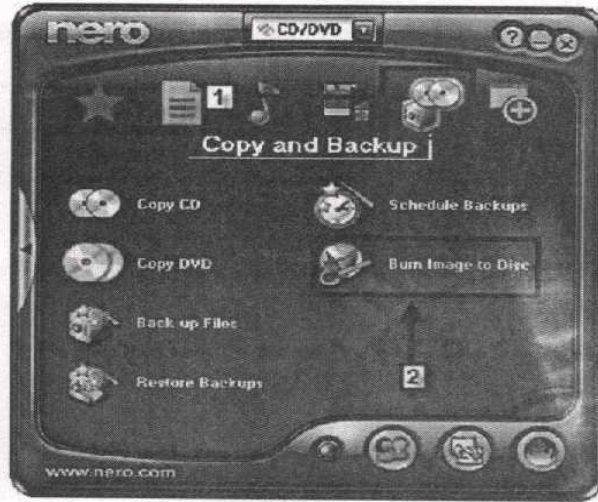 nero
CD/DVD
1
Copy and Backup
Copy CD
Schedule Backups
Copy DVD
Burn Image to Disc
Back up Files
2
Restore Backups
www.nero.com